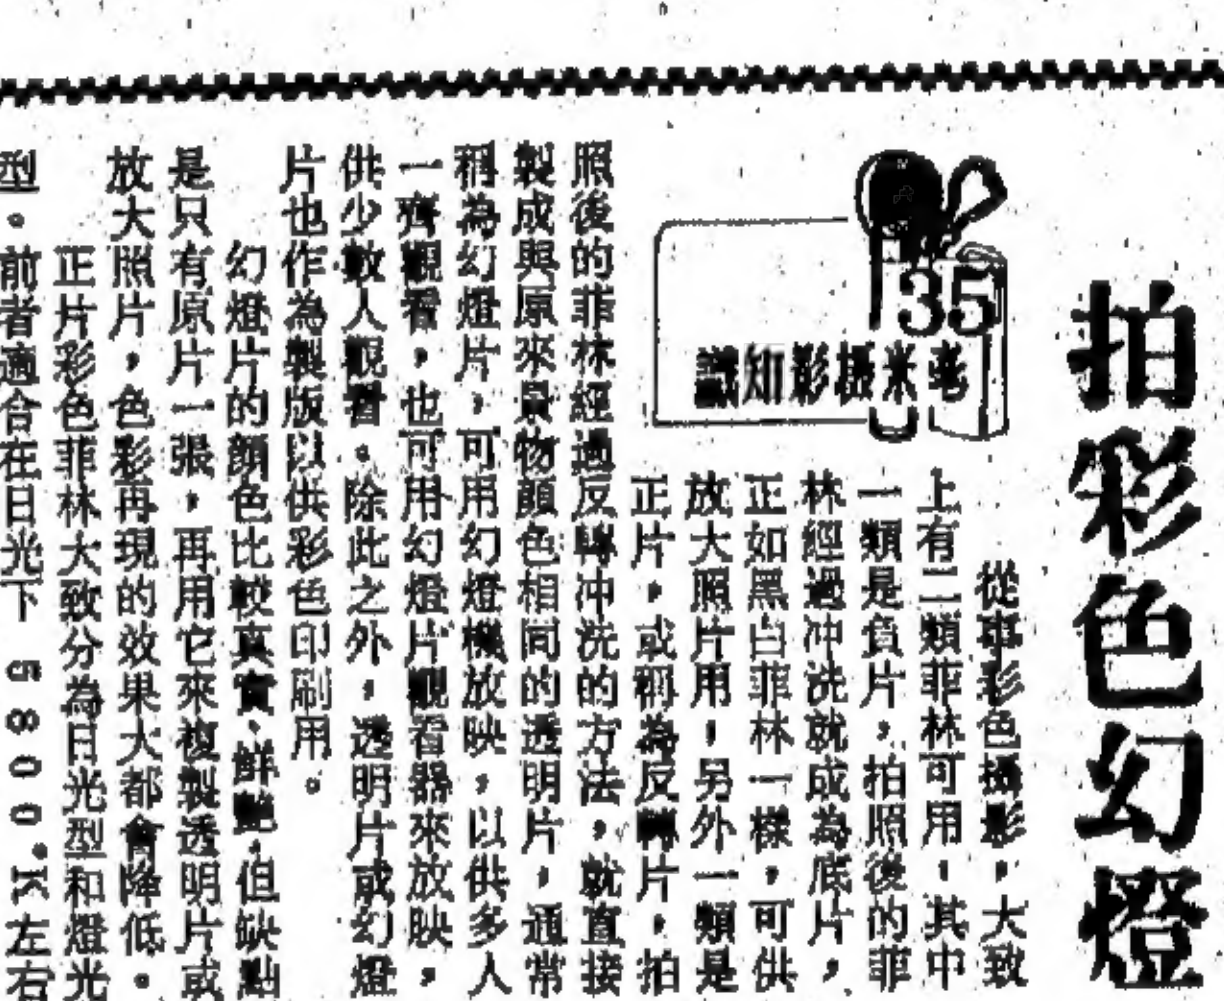 拍彩色幻燈
35
毫米摄影知識
從事彩色攝影，大致
上有二類菲林可用，其中
一類是負片，拍照後的菲
林經過冲洗就成為底片，
正如黑白菲林一樣，可供
放大照片用，另外一類是
正片，或稱為反轉片，拍
照後的菲林經過反轉冲洗的方法，就直接
製成與原來景物顏色相同的透明片，通常
稱為幻燈片，可用幻燈機放映，以供多人
一齊觀看，也可用幻燈片觀看器來放映，
供少數人觀看。除此之外，透明片或幻燈
片也作為製版以供彩色印刷用。
幻燈片的顏色比較真實、鮮艷，但缺點
是只有原片一張，再用它來複製透明片或
放大照片，色彩再現的效果大都會降低。
正片彩色菲林大致分為日光型和燈光
型。前者適合在日光下5800°K左右